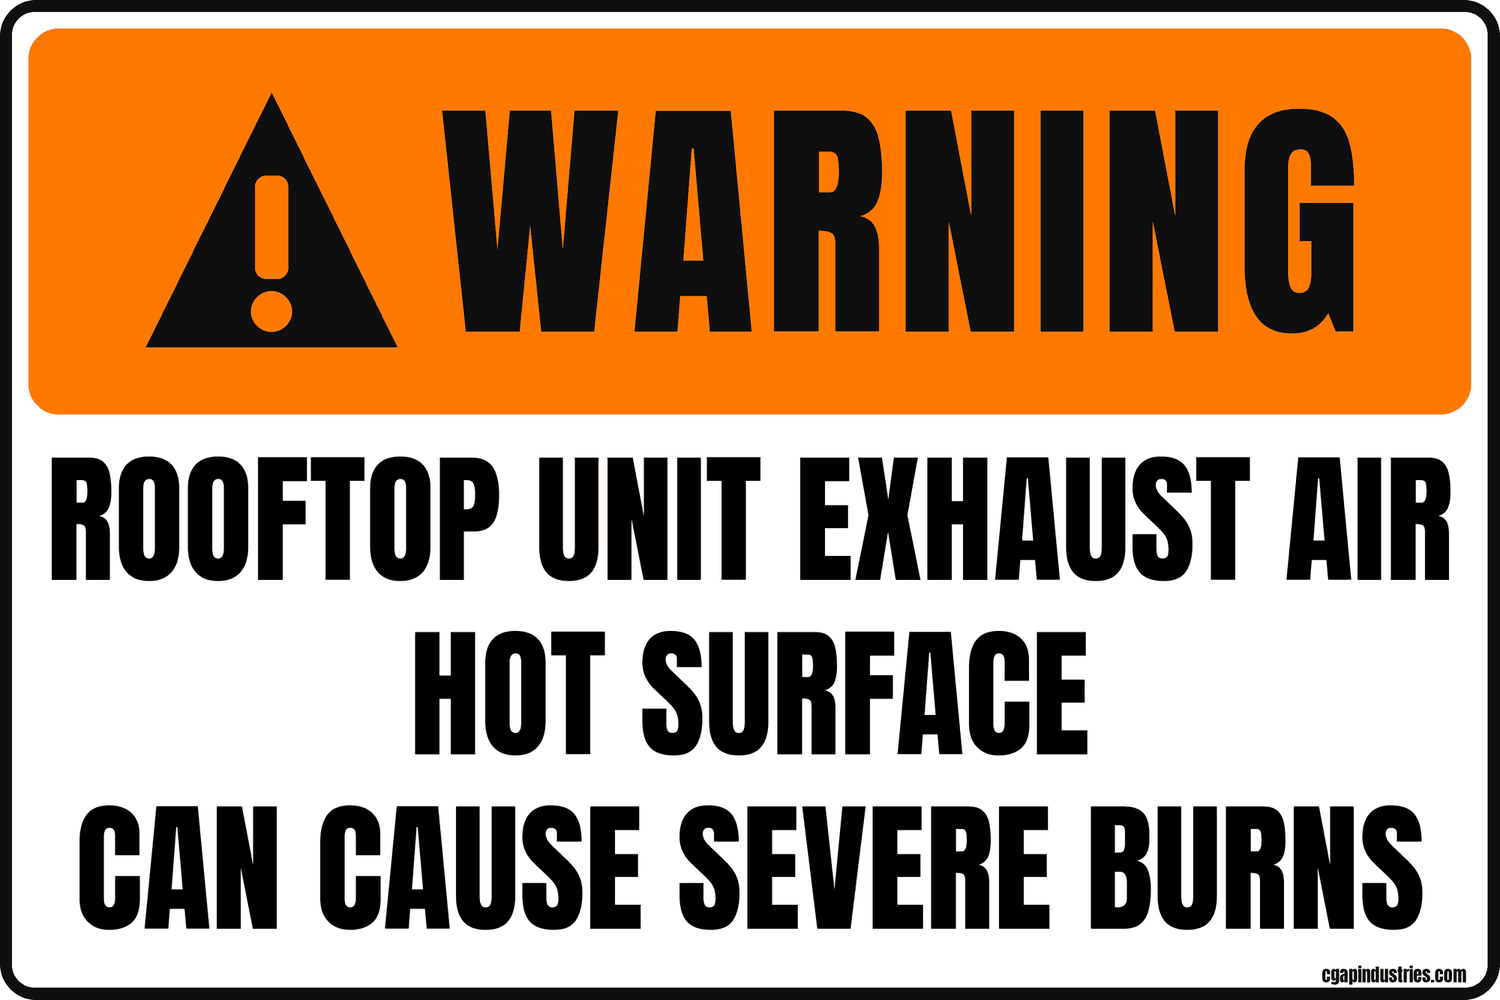 WARNING
ROOFTOP UNIT EXHAUST AIR
HOT SURFACE
CAN CAUSE SEVERE BURNS
cgapindustries.com